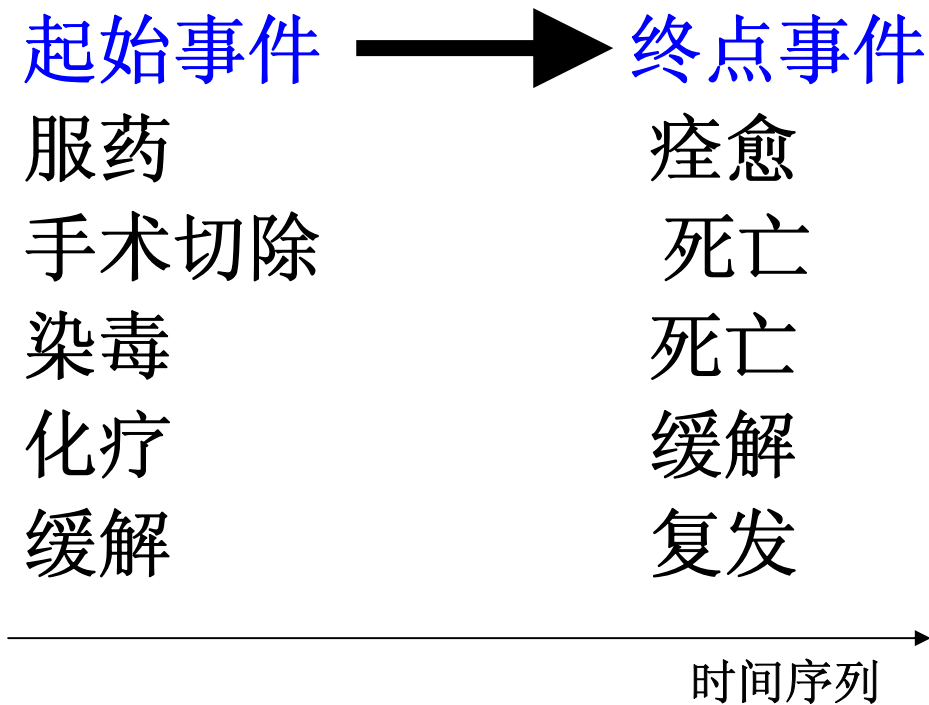 起始事件 终点事件
服药 痊愈
手术切除 死亡
染毒 死亡
化疗 缓解
缓解 复发
时间序列